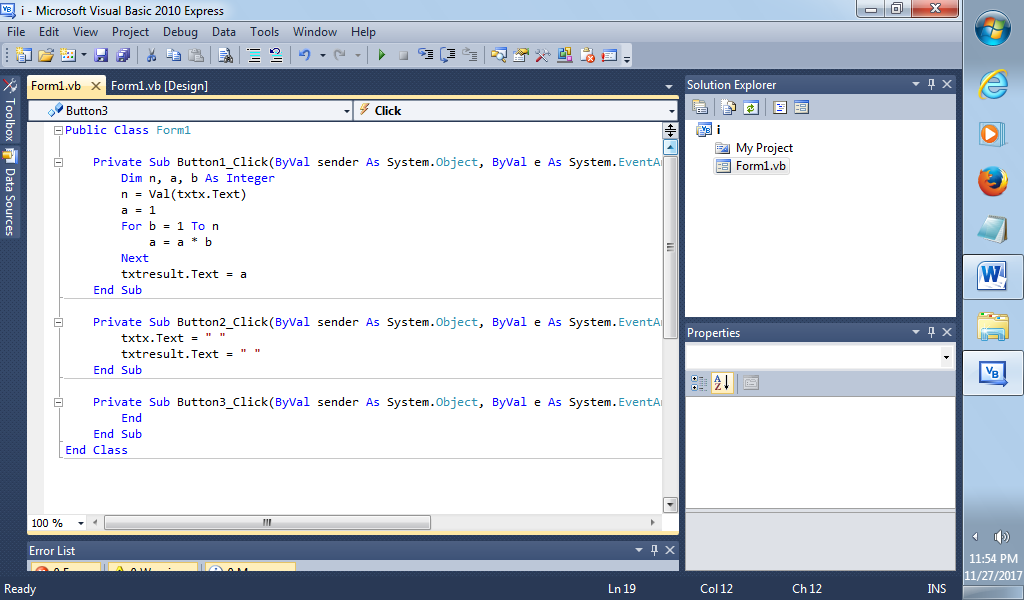 i - Microsoft Visual Basic 2010 Express
File Edit View Project Debug Data Tools Window Help
Toolbox
Data Sources
Form1.vb Form1.vb [Design]
Button3 Click
Public Class Form1
Private Sub Button1_Click(ByVal sender As System.Object, ByVal e As System.EventAr
Dim n, a, b As Integer
n = Val(txtx.Text)
a = 1
For b = 1 To n
a = a * b
Next
txtresult.Text = a
End Sub
Private Sub Button2_Click(ByVal sender As System.Object, ByVal e As System.EventAr
txtx.Text = " "
txtresult.Text = " "
End Sub
Private Sub Button3_Click(ByVal sender As System.Object, ByVal e As System.EventAr
End
End Sub
End Class
100 %
Error List
Solution Explorer
i
My Project
Form1.vb
Properties
Ready Ln 19 Col 12 Ch 12 INS
11:54 PM
11/27/2017